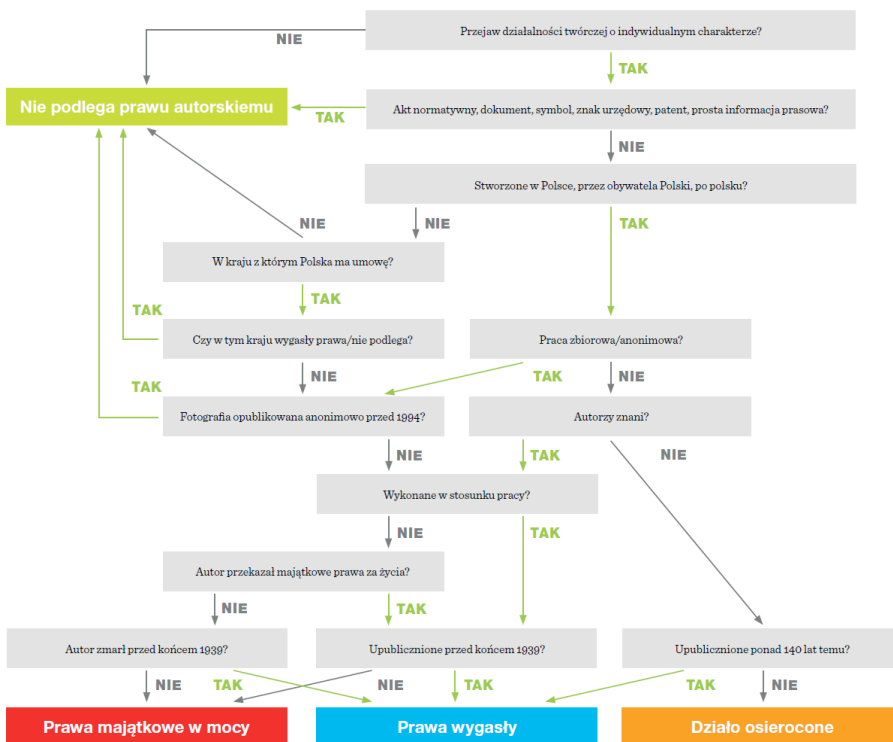 Przejaw działalności twórczej o indywidualnym charakterze?
NIE
TAK
Nie podlega prawu autorskiemu
TAK
Akt normatywny, dokument, symbol, znak urzędowy, patent, prosta informacja prasowa?
NIE
Stworzone w Polsce, przez obywatela Polski, po polsku?
NIE
NIE
TAK
W kraju z którym Polska ma umowę?
TAK
TAK
Czy w tym kraju wygasły prawa/nie podlega?
Praca zbiorowa/anonimowa?
TAK
NIE
TAK
NIE
Fotografia opublikowana anonimowo przed 1994?
Autorzy znani?
NIE
TAK
NIE
Wykonane w stosunku pracy?
NIE
TAK
Autor przekazał majątkowe prawa za życia?
NIE
TAK
Autor zmarł przed końcem 1939?
Upublicznione przed końcem 1939?
Upublicznione ponad 140 lat temu?
NIE
TAK
NIE
TAK
TAK
NIE
Prawa majątkowe w mocy
Prawa wygasły
Działo osierocone